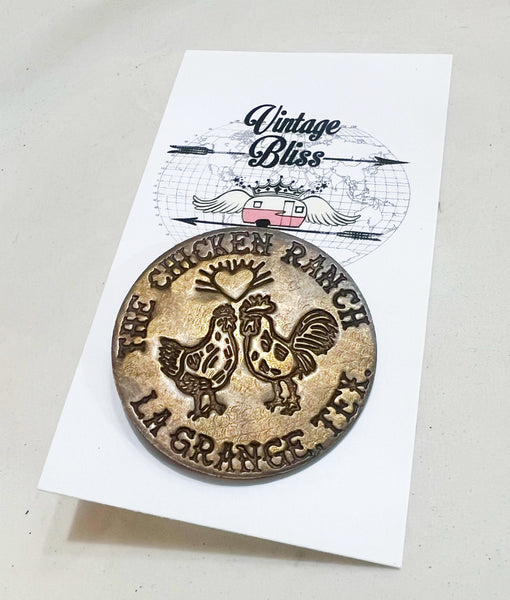 Vintage
Bliss
THE CHICKEN RANCH
LA GRANGE, TEX.